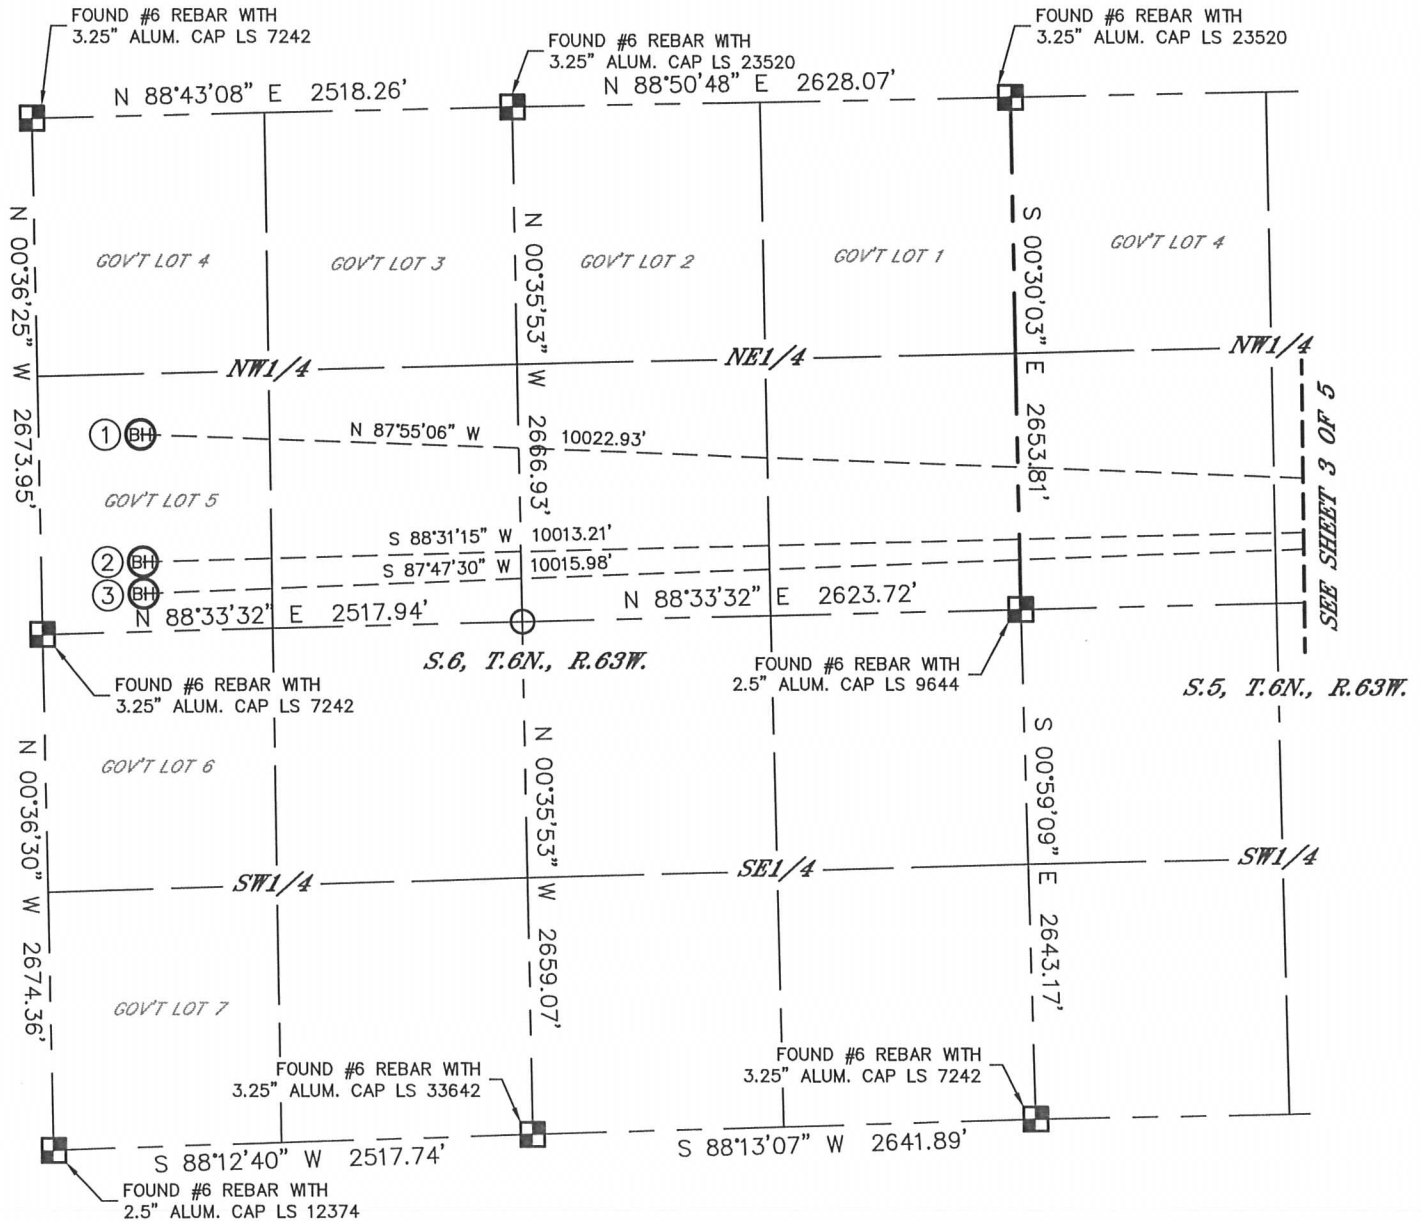 FOUND #6 REBAR WITH
3.25" ALUM. CAP LS 7242
FOUND #6 REBAR WITH
3.25" ALUM. CAP LS 23520
FOUND #6 REBAR WITH
3.25" ALUM. CAP LS 23520
N 88°43'08" E 2518.26'
N 88°50'48" E 2628.07'
N 00°36'25" W 2673.95'
N 00°35'53" W 2666.93'
S 00°30'03" E 2653.81'
GOV'T LOT 4
GOV'T LOT 3
GOV'T LOT 2
GOV'T LOT 1
GOV'T LOT 4
NW1/4
NE1/4
NW1/4
1 BH
N 87°55'06" W 10022.93'
GOV'T LOT 5
SEE SHEET 3 OF 5
2 BH
S 88°31'15" W 10013.21'
3 BH
S 87°47'30" W 10015.98'
N 88°33'32" E 2517.94'
N 88°33'32" E 2623.72'
S.6, T.6N., R.63W.
FOUND #6 REBAR WITH
2.5" ALUM. CAP LS 9644
S.5, T.6N., R.63W.
FOUND #6 REBAR WITH
3.25" ALUM. CAP LS 7242
N 00°36'30" W 2674.36'
N 00°35'53" W 2659.07'
S 00°59'09" E 2643.17'
GOV'T LOT 6
SW1/4
SE1/4
SW1/4
GOV'T LOT 7
FOUND #6 REBAR WITH
3.25" ALUM. CAP LS 33642
FOUND #6 REBAR WITH
3.25" ALUM. CAP LS 7242
S 88°12'40" W 2517.74'
S 88°13'07" W 2641.89'
FOUND #6 REBAR WITH
2.5" ALUM. CAP LS 12374